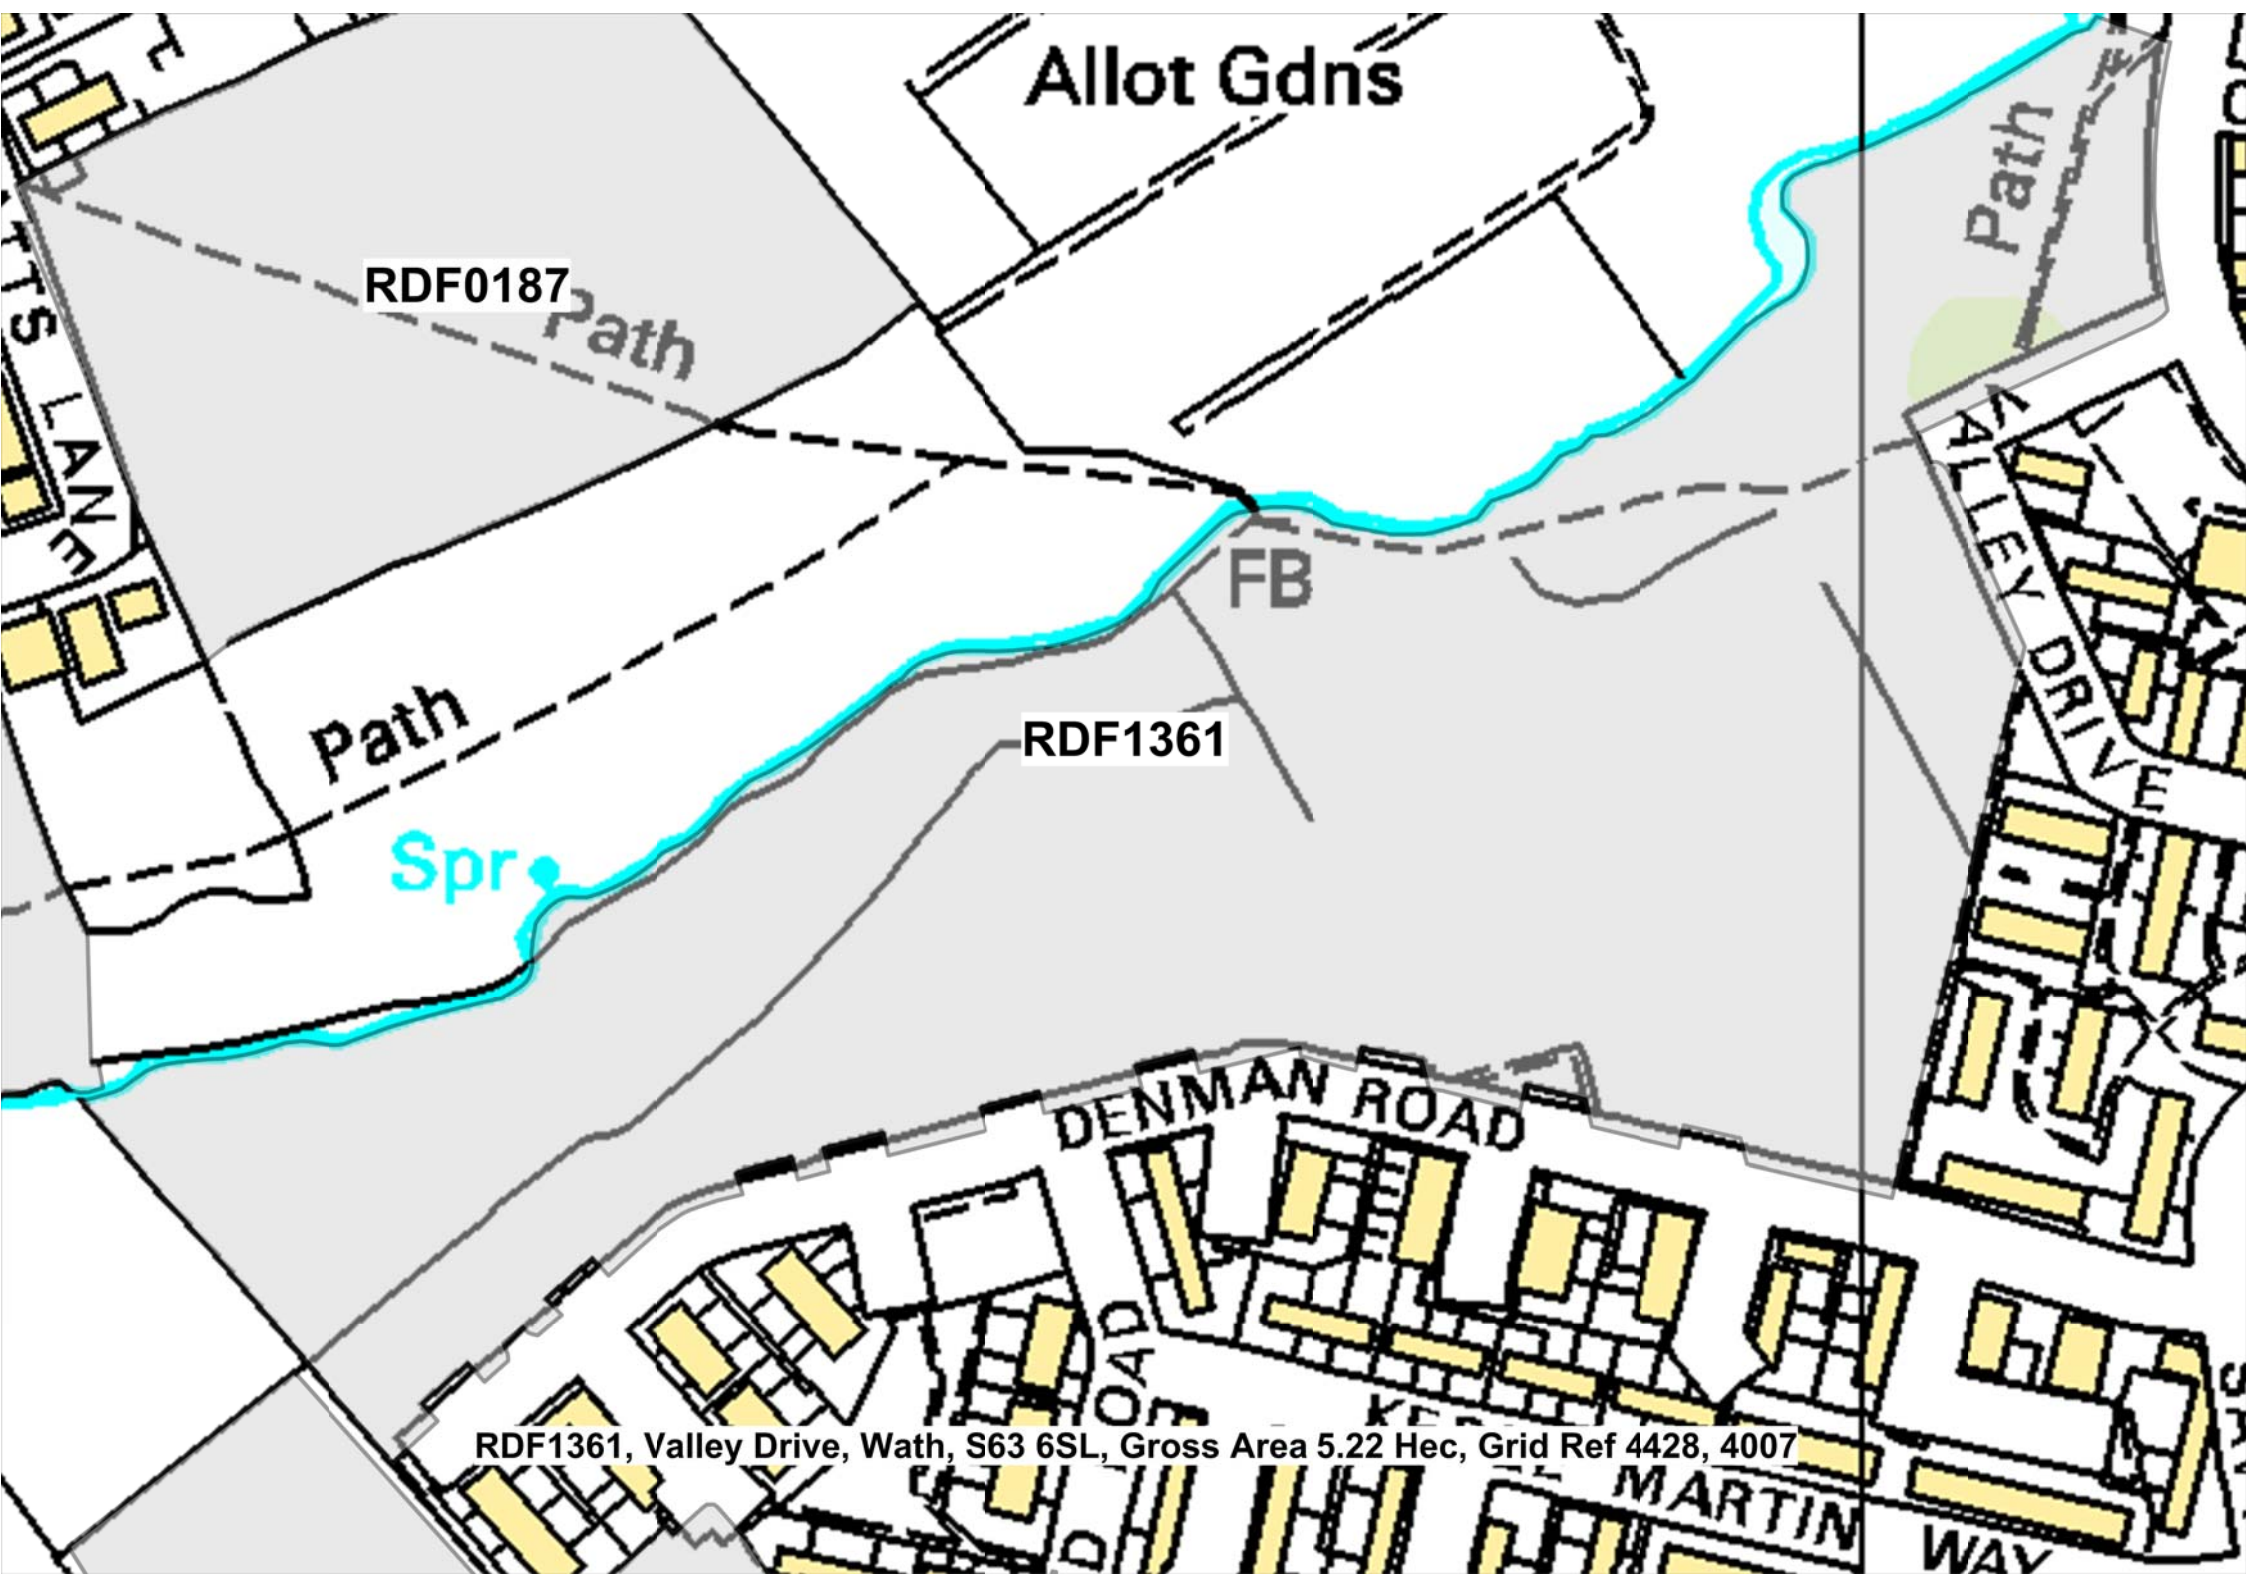 Allot Gdns
Path
RDF0187
Path
LANE
VALLEY DRIVE
FB
Path
RDF1361
Spr
DENMAN ROAD
RDF1361, Valley Drive, Wath, S63 6SL, Gross Area 5.22 Hec, Grid Ref 4428, 4007
MARTIN
WAY